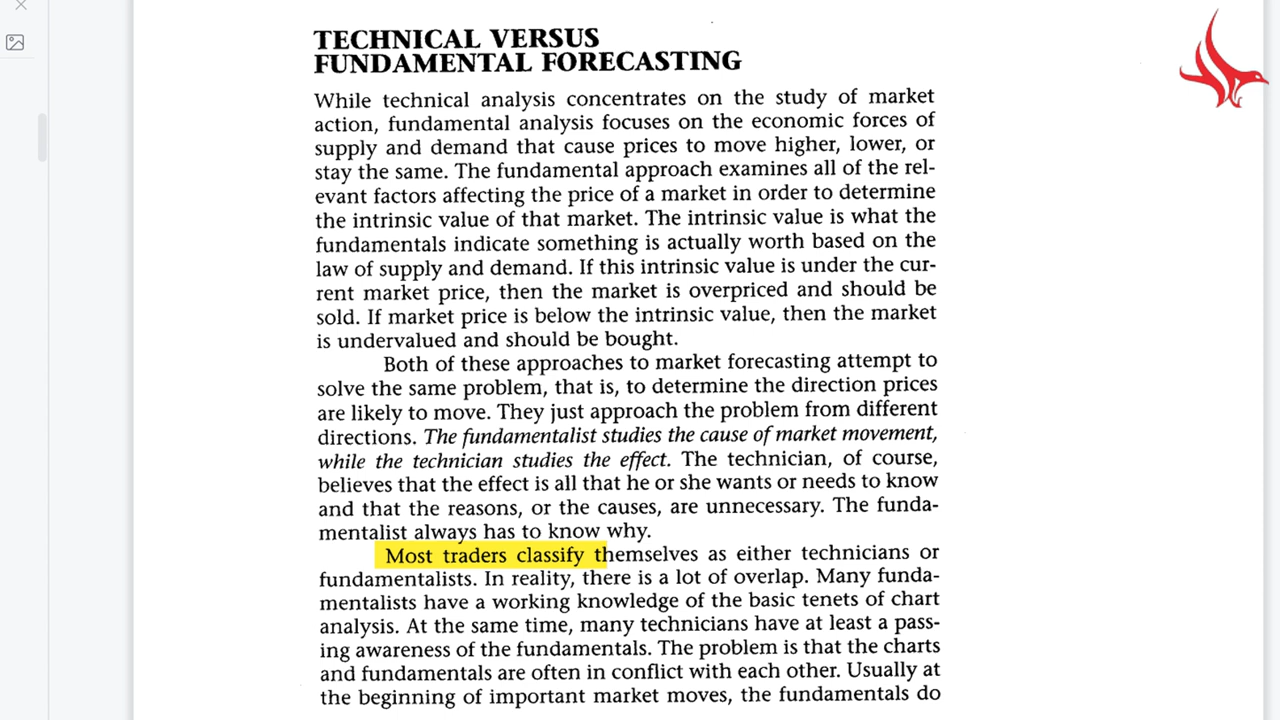 TECHNICAL VERSUS
FUNDAMENTAL FORECASTING
While technical analysis concentrates on the study of market
action, fundamental analysis focuses on the economic forces of
supply and demand that cause prices to move higher, lower, or
stay the same. The fundamental approach examines all of the rel-
evant factors affecting the price of a market in order to determine
the intrinsic value of that market. The intrinsic value is what the
fundamentals indicate something is actually worth based on the
law of supply and demand. If this intrinsic value is under the cur-
rent market price, then the market is overpriced and should be
sold. If market price is below the intrinsic value, then the market
is undervalued and should be bought.
Both of these approaches to market forecasting attempt to
solve the same problem, that is, to determine the direction prices
are likely to move. They just approach the problem from different
directions. The fundamentalist studies the cause of market movement,
while the technician studies the effect. The technician, of course,
believes that the effect is all that he or she wants or needs to know
and that the reasons, or the causes, are unnecessary. The funda-
mentalist always has to know why.
Most traders classify themselves as either technicians or
fundamentalists. In reality, there is a lot of overlap. Many funda-
mentalists have a working knowledge of the basic tenets of chart
analysis. At the same time, many technicians have at least a pass-
ing awareness of the fundamentals. The problem is that the charts
and fundamentals are often in conflict with each other. Usually at
the beginning of important market moves, the fundamentals do